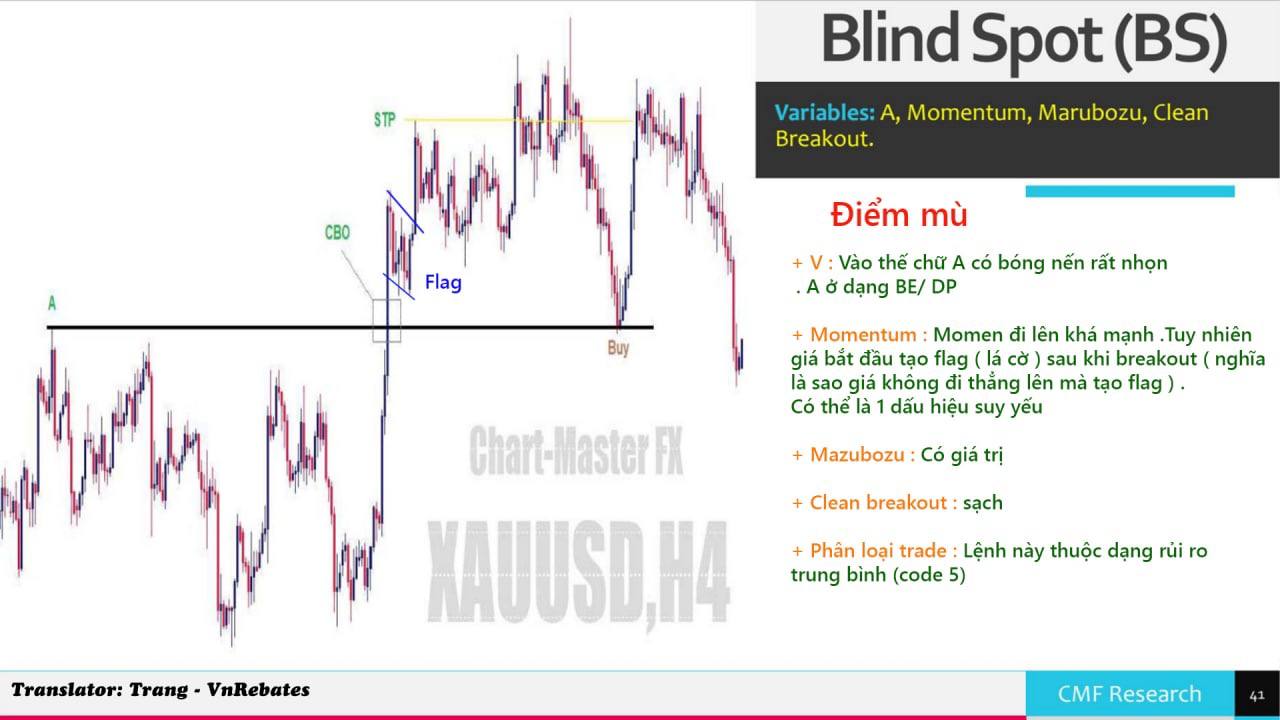 Blind Spot (BS)
Variables: A, Momentum, Marubozu, Clean
Breakout.
Điểm mù
+ V : Vào thế chữ A có bóng nến rất nhọn
. A ở dạng BE/ DP
+ Momentum : Momen đi lên khá mạnh .Tuy nhiên
giá bắt đầu tạo flag ( lá cờ ) sau khi breakout ( nghĩa
là sao giá không đi thẳng lên mà tạo flag ) .
Có thể là 1 dấu hiệu suy yếu
+ Mazubozu : Có giá trị
+ Clean breakout : sạch
+ Phân loại trade : Lệnh này thuộc dạng rủi ro
trung bình (code 5)
STP
CBO
Flag
A
Buy
Chart-Master FX
XAUUSD,H4
Translator: Trang - VnRebates
CMF Research
41